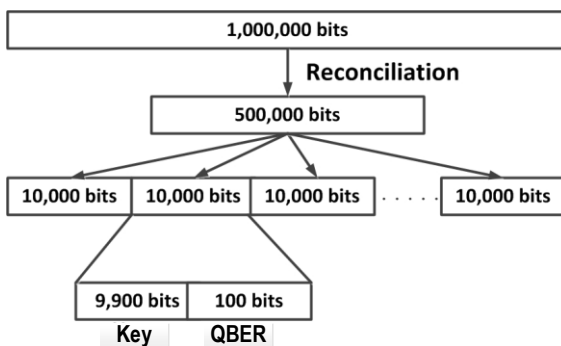 1,000,000 bits
Reconciliation
500,000 bits
10,000 bits 10,000 bits 10,000 bits ..... 10,000 bits
9,900 bits 100 bits
Key QBER